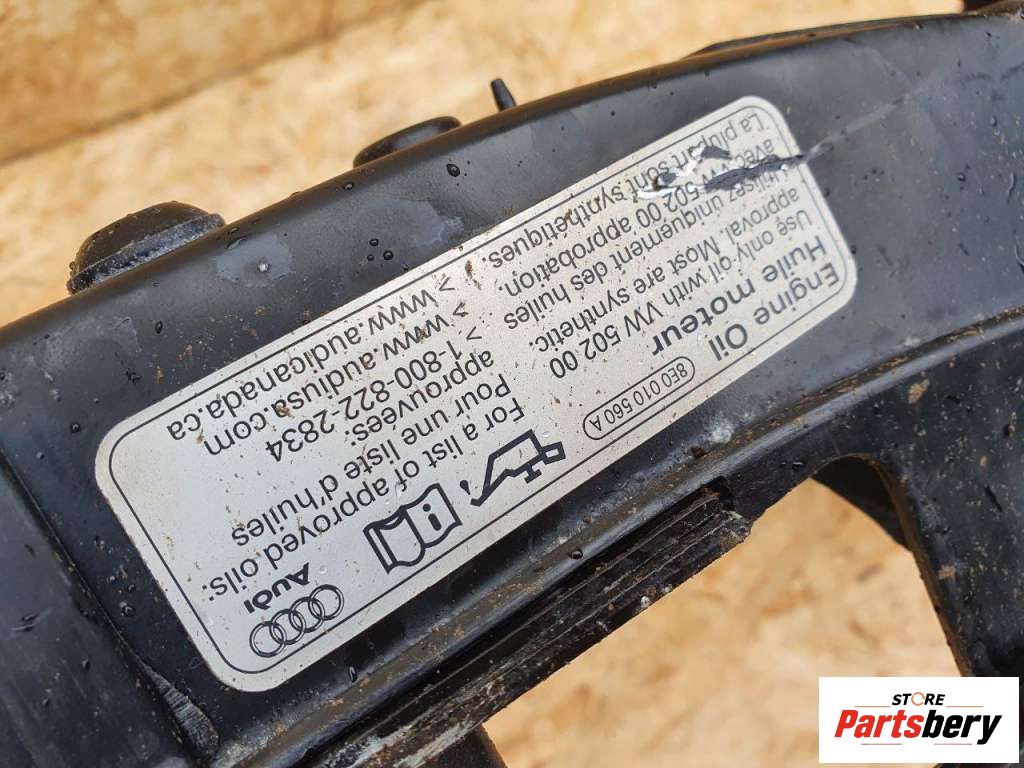 Engine Oil
Huile moteur
8E0 010 560 A
Use only oil with VW 502 00
approval. Most are synthetic.
Utilisez uniquement des huiles
avec VW 502 00 approbation.
La plupart sont synthétiques.
For a list of approved oils:
Pour une liste d'huiles
approuvées:
> 1-800-822-2834
> www.audiusa.com
> www.audicanada.ca
i
Audi
STORE
Partsbery